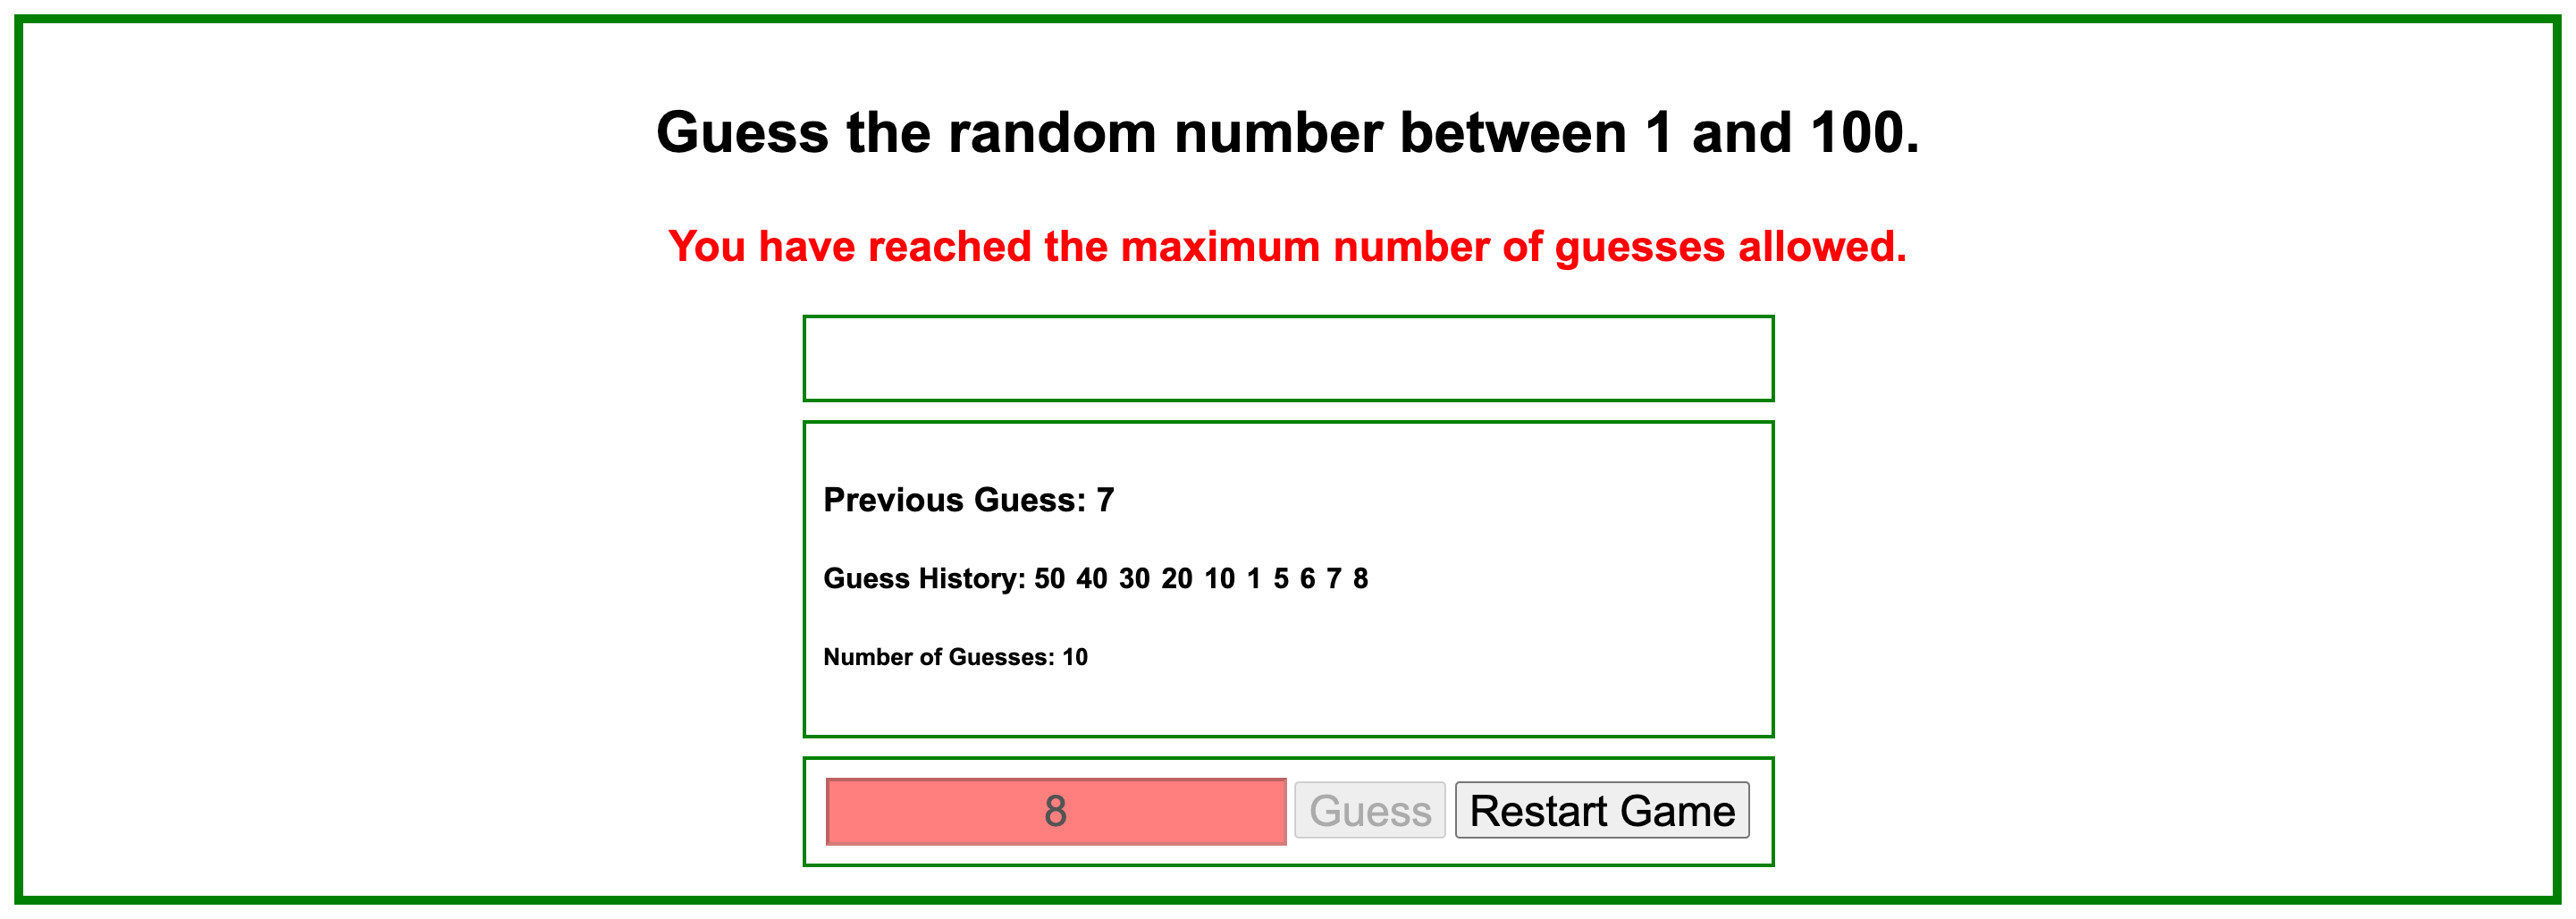 Guess the random number between 1 and 100.
You have reached the maximum number of guesses allowed.
Previous Guess: 7
Guess History: 50 40 30 20 10 1 5 6 7 8
Number of Guesses: 10
8 Guess Restart Game